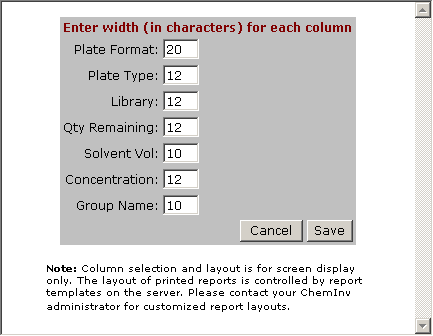 Enter width (in characters) for each column
Plate Format: 20
Plate Type: 12
Library: 12
Qty Remaining: 12
Solvent Vol: 10
Concentration: 12
Group Name: 10
Cancel Save
Note: Column selection and layout is for screen display
only. The layout of printed reports is controlled by report
templates on the server. Please contact your ChemInv
administrator for customized report layouts.